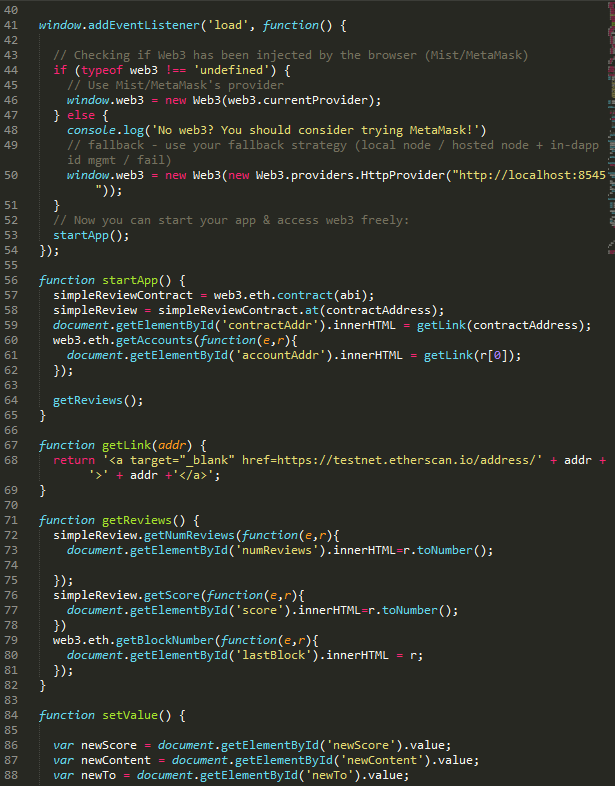 40
41 window.addEventListener('load', function() {
42
43 // Checking if Web3 has been injected by the browser (Mist/MetaMask)
44 if (typeof web3 !== 'undefined') {
45 // Use Mist/MetaMask's provider
46 window.web3 = new Web3(web3.currentProvider);
47 } else {
48 console.log('No web3? You should consider trying MetaMask!')
49 // fallback - use your fallback strategy (local node / hosted node + in-dapp
id mgmt / fail)
50 window.web3 = new Web3(new Web3.providers.HttpProvider("http://localhost:8545
"));
51 }
52 // Now you can start your app & access web3 freely:
53 startApp();
54 });
55
56 function startApp() {
57 simpleReviewContract = web3.eth.contract(abi);
58 simpleReview = simpleReviewContract.at(contractAddress);
59 document.getElementById('contractAddr').innerHTML = getLink(contractAddress);
60 web3.eth.getAccounts(function(e,r){
61 document.getElementById('accountAddr').innerHTML = getLink(r[0]);
62 });
63
64 getReviews();
65 }
66
67 function getLink(addr) {
68 return '<a target="_blank" href=https://testnet.etherscan.io/address/' + addr +
'>' + addr +'</a>';
69 }
70
71 function getReviews() {
72 simpleReview.getNumReviews(function(e,r){
73 document.getElementById('numReviews').innerHTML=r.toNumber();
74
75 });
76 simpleReview.getScore(function(e,r){
77 document.getElementById('score').innerHTML=r.toNumber();
78 })
79 web3.eth.getBlockNumber(function(e,r){
80 document.getElementById('lastBlock').innerHTML = r;
81 });
82 }
83
84 function setValue() {
85
86 var newScore = document.getElementById('newScore').value;
87 var newContent = document.getElementById('newContent').value;
88 var newTo = document.getElementById('newTo').value;